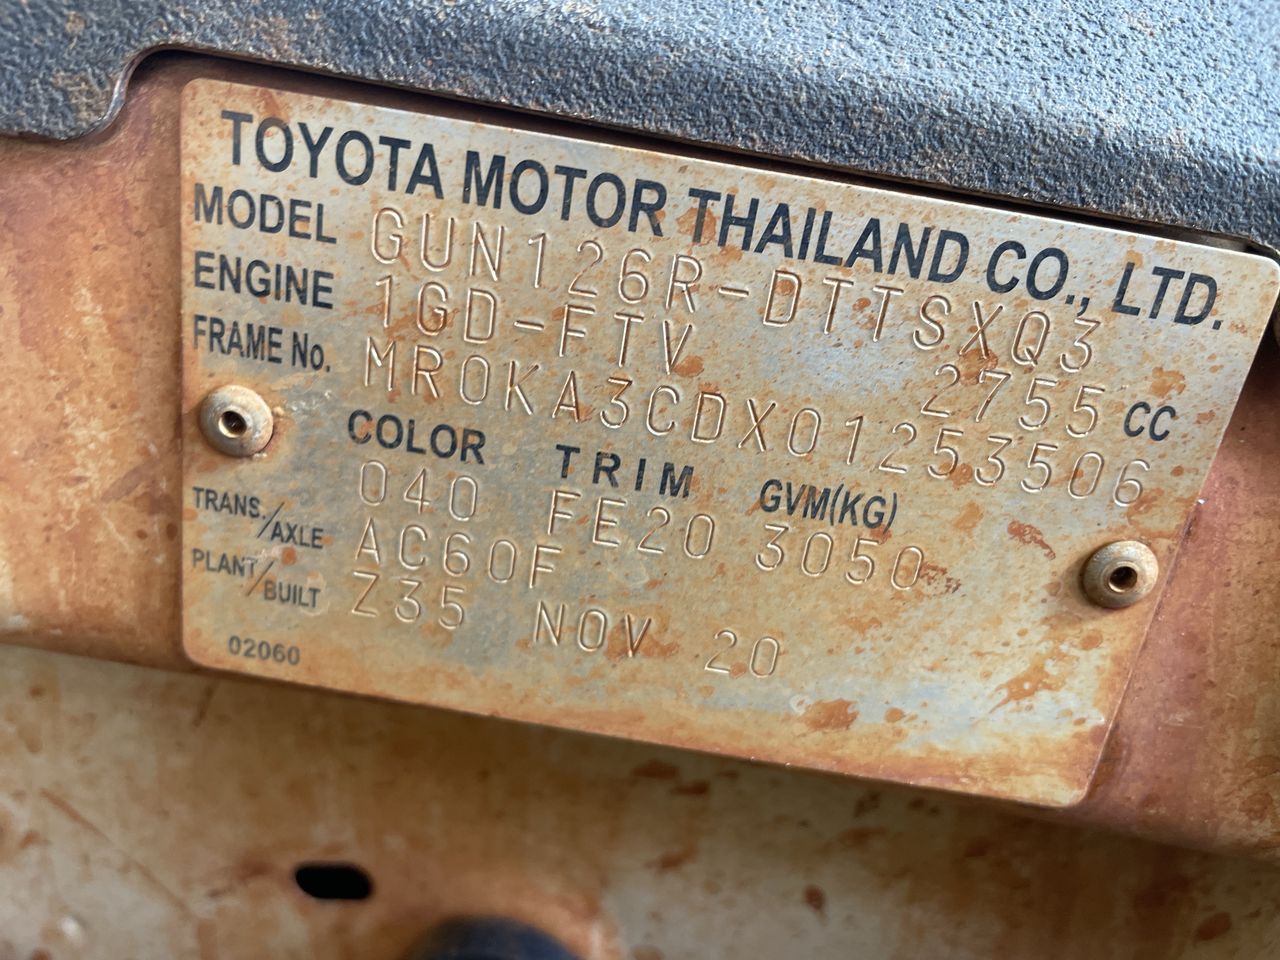 TOYOTA MOTOR THAILAND CO., LTD.
MODEL GUN126R-DTTSXQ3
ENGINE 1GD-FTV 2755 CC
FRAME No. MR0KA3CDX01253506
COLOR TRIM GVM(KG)
040 FE20 3050
TRANS./AXLE AC60F
PLANT/BUILT Z35 NOV 20
02060